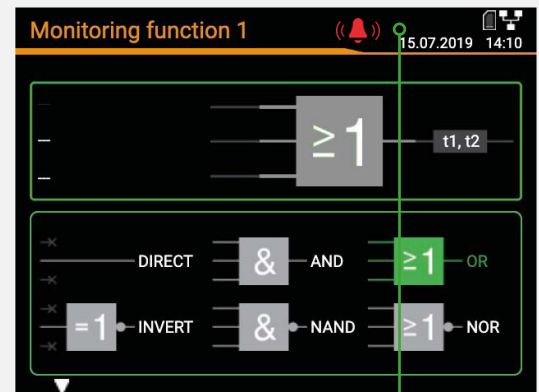 Monitoring function 1
15.07.2019 14:10
≥1
t1, t2
DIRECT
& AND
≥1 OR
=1 INVERT
& NAND
≥1 NOR